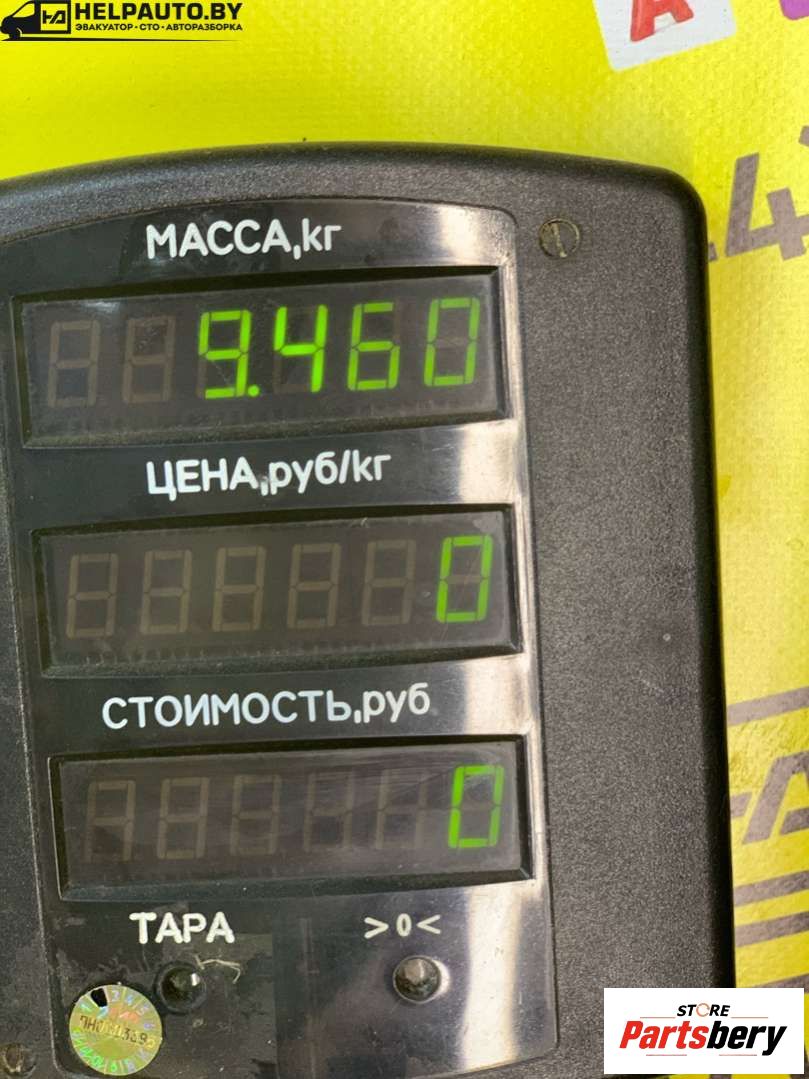 HELPAUTO.BY
ЭВАКУАТОР•СТО•АВТОРАЗБОРКА
A
МАССА,кг
9.460
ЦЕНА,руб/кг
0
СТОИМОСТЬ,руб
0
ТАРА
>0<
STORE
Partsbery